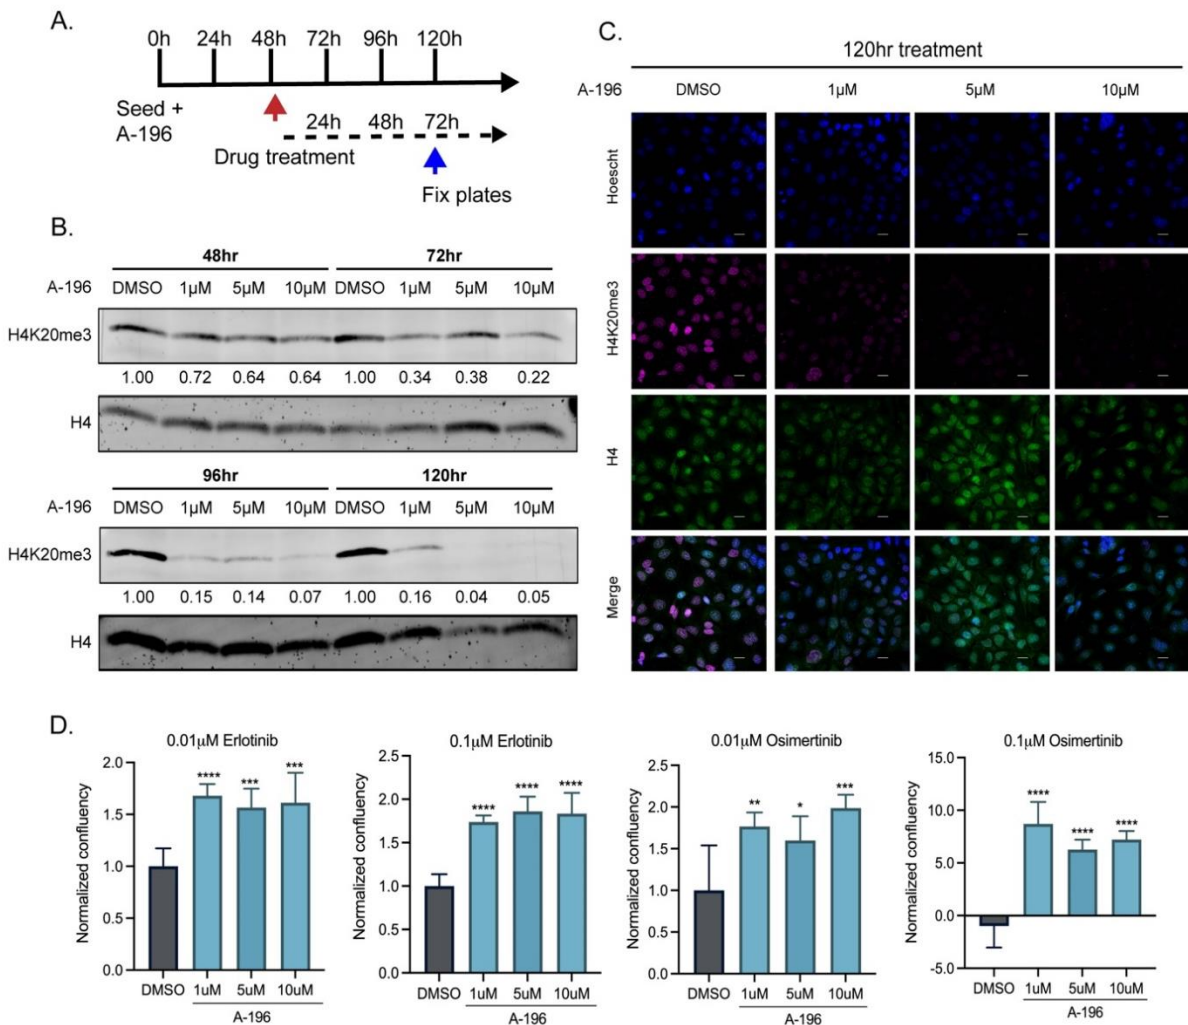 A.
0h 24h 48h 72h 96h 120h
Seed +
A-196
24h 48h 72h
Drug treatment
Fix plates
B.
48hr 72hr
A-196 DMSO 1µM 5µM 10µM DMSO 1µM 5µM 10µM
H4K20me3
1.00 0.72 0.64 0.64 1.00 0.34 0.38 0.22
H4
96hr 120hr
A-196 DMSO 1µM 5µM 10µM DMSO 1µM 5µM 10µM
H4K20me3
1.00 0.15 0.14 0.07 1.00 0.16 0.04 0.05
H4
C.
120hr treatment
A-196 DMSO 1µM 5µM 10µM
Hoescht
H4K20me3
H4
Merge
D.
0.01µM Erlotinib
Normalized confluency
2.0
1.5
1.0
0.5
0.0
**** *** ***
DMSO 1uM 5uM 10uM
A-196
0.1µM Erlotinib
Normalized confluency
2.5
2.0
1.5
1.0
0.5
0.0
**** **** ****
DMSO 1uM 5uM 10uM
A-196
0.01µM Osimertinib
Normalized confluency
2.5
2.0
1.5
1.0
0.5
0.0
** * ***
DMSO 1uM 5uM 10uM
A-196
0.1µM Osimertinib
Normalized confluency
15.0
10.0
5.0
0.0
-5.0
**** **** ****
DMSO 1uM 5uM 10uM
A-196